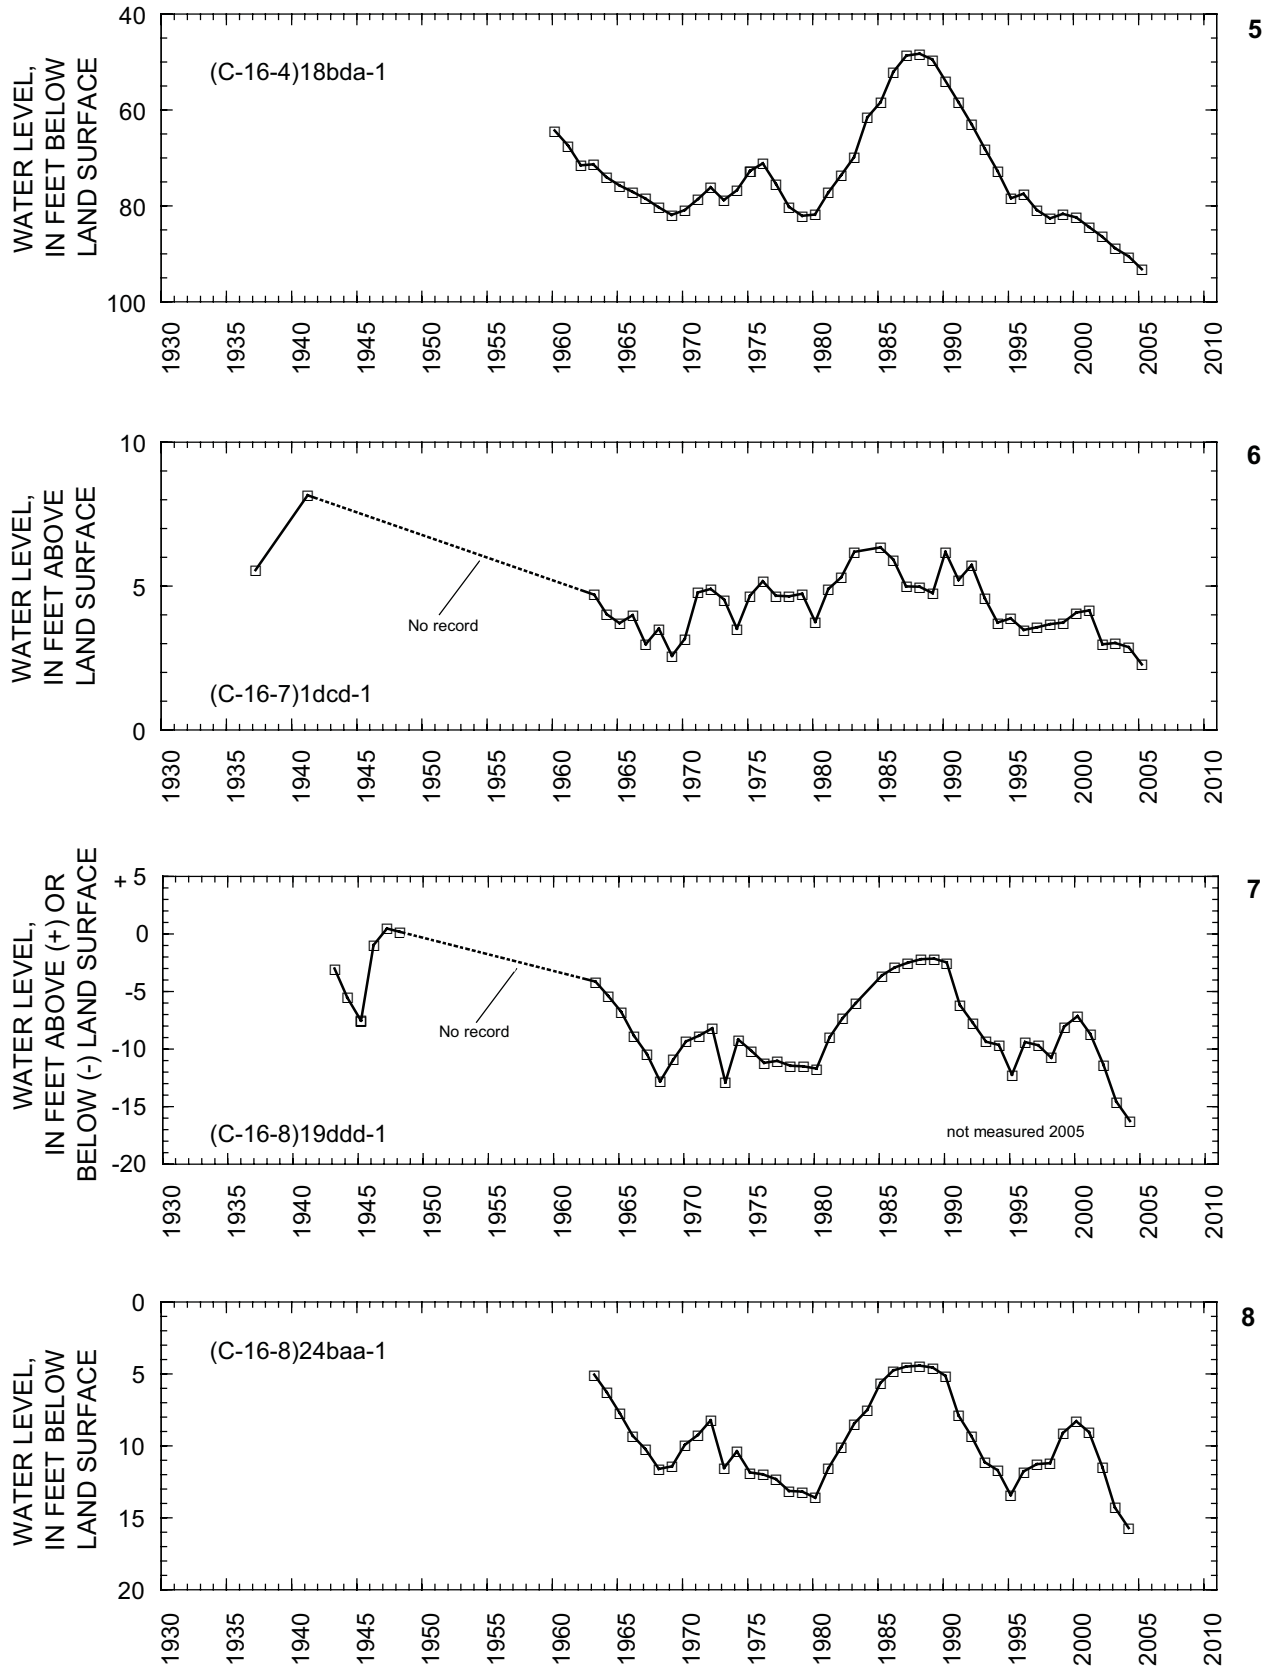 5
WATER LEVEL,
IN FEET BELOW
LAND SURFACE
40
60
80
100
(C-16-4)18bda-1
1930 1935 1940 1945 1950 1955 1960 1965 1970 1975 1980 1985 1990 1995 2000 2005 2010
6
WATER LEVEL,
IN FEET ABOVE
LAND SURFACE
10
5
0
No record
(C-16-7)1dcd-1
1930 1935 1940 1945 1950 1955 1960 1965 1970 1975 1980 1985 1990 1995 2000 2005 2010
7
WATER LEVEL,
IN FEET ABOVE (+) OR
BELOW (-) LAND SURFACE
+ 5
0
-5
-10
-15
-20
No record
(C-16-8)19ddd-1
not measured 2005
1930 1935 1940 1945 1950 1955 1960 1965 1970 1975 1980 1985 1990 1995 2000 2005 2010
8
WATER LEVEL,
IN FEET BELOW
LAND SURFACE
0
5
10
15
20
(C-16-8)24baa-1
1930 1935 1940 1945 1950 1955 1960 1965 1970 1975 1980 1985 1990 1995 2000 2005 2010